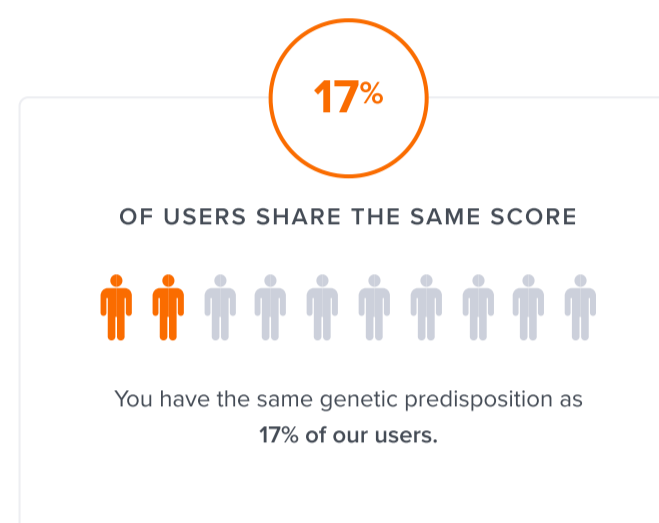 17%
OF USERS SHARE THE SAME SCORE
You have the same genetic predisposition as
17% of our users.